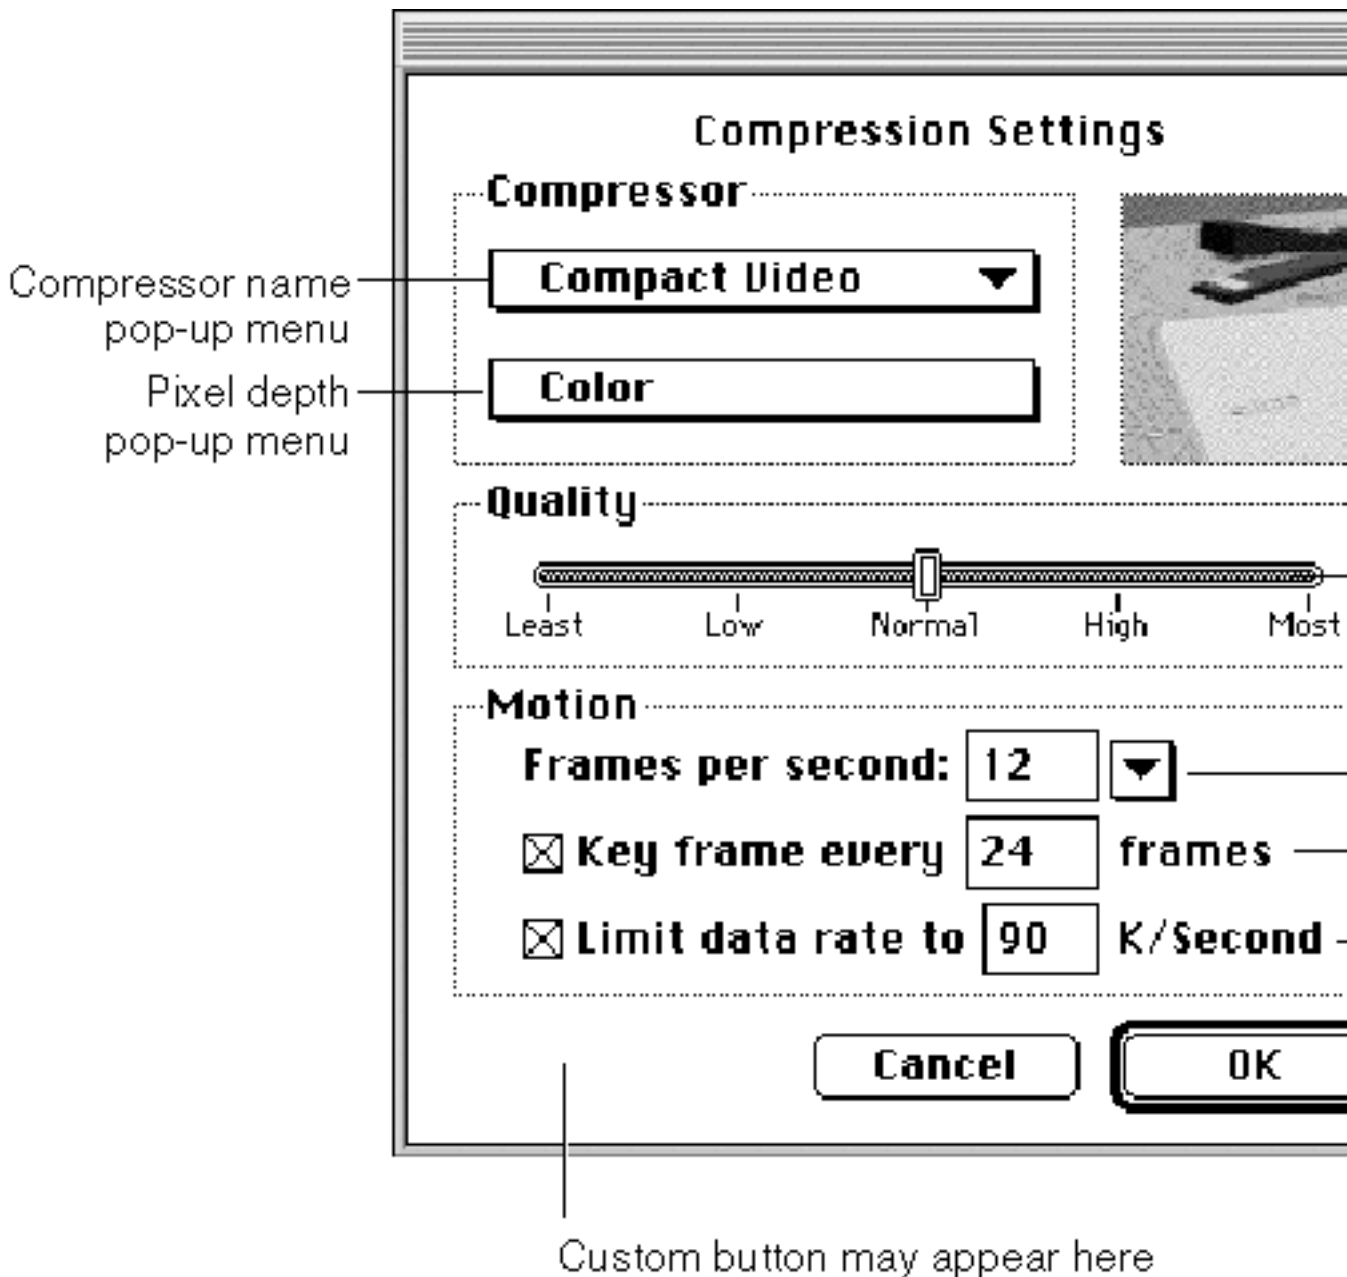 Compression Settings
Compressor
Compressor name
pop-up menu
Compact Video
Pixel depth
pop-up menu
Color
Quality
Least Low Normal High Most
Motion
Frames per second: 12
Key frame every 24 frames
Limit data rate to 90 K/Second
Cancel OK
Custom button may appear here